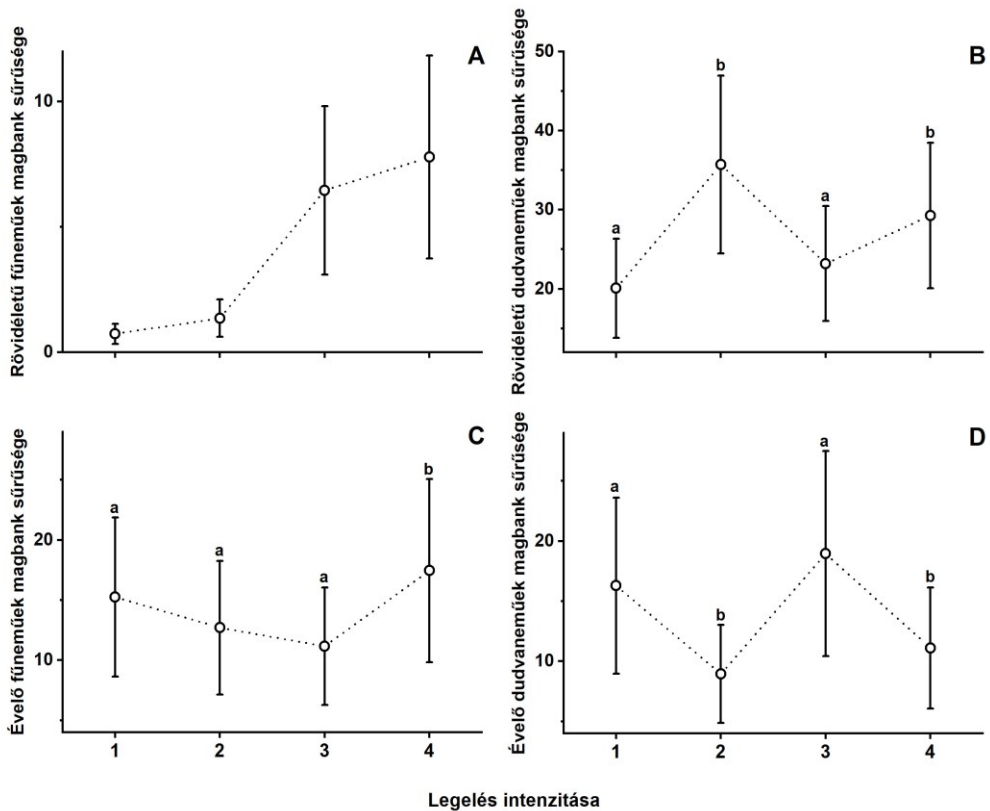 A
Rövidéletű fűneműek magbank sűrűsége
10
0
B
Rövidéletű dudvaneműek magbank sűrűsége
50
40
30
20
a
b
a
b
C
Évelő fűneműek magbank sűrűsége
20
10
a
a
a
b
1 2 3 4
D
Évelő dudvaneműek magbank sűrűsége
20
10
a
b
a
b
1 2 3 4
Legelés intenzitása